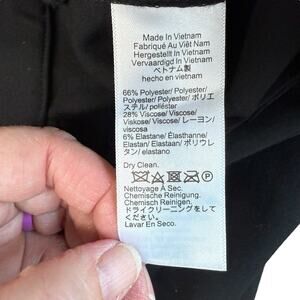 Made In Vietnam
Fabriqué Au Viêt Nam
Hergestellt In Vietnam
Vervaardigd In Vietnam
ベトナム製
hecho en vietnam
66% Polyester/ Polyester/
Polyester/ Polyester/ ポリエ
ステル/ poliéster
28% Viscose/ Viscose/
Viskose/ Viscose/ レーヨン/
viscosa
6% Elastane/ Élasthanne/
Elastan/ Elastaan/ ポリウレ
タン/ elastano
Dry Clean.
P
Nettoyage À Sec.
Chemische Reinigung.
Chemisch Reinigen.
ドライクリーニングをして
ください。
Lavar En Seco.